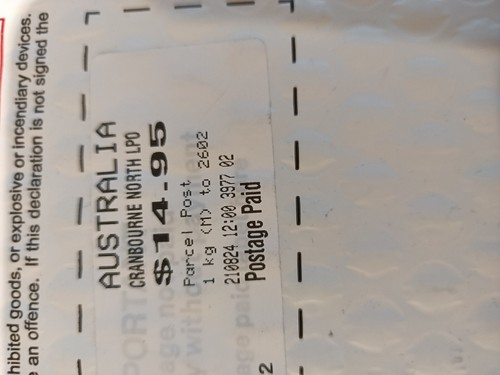 hibited goods, or explosive or incendiary devices.
e an offence. If this declaration is not signed the
AUSTRALIA
CRANBOURNE NORTH LPO
$14.95
Parcel Post
1 kg (M) to 2602
210824 12:00 3977 02
Postage Paid
2